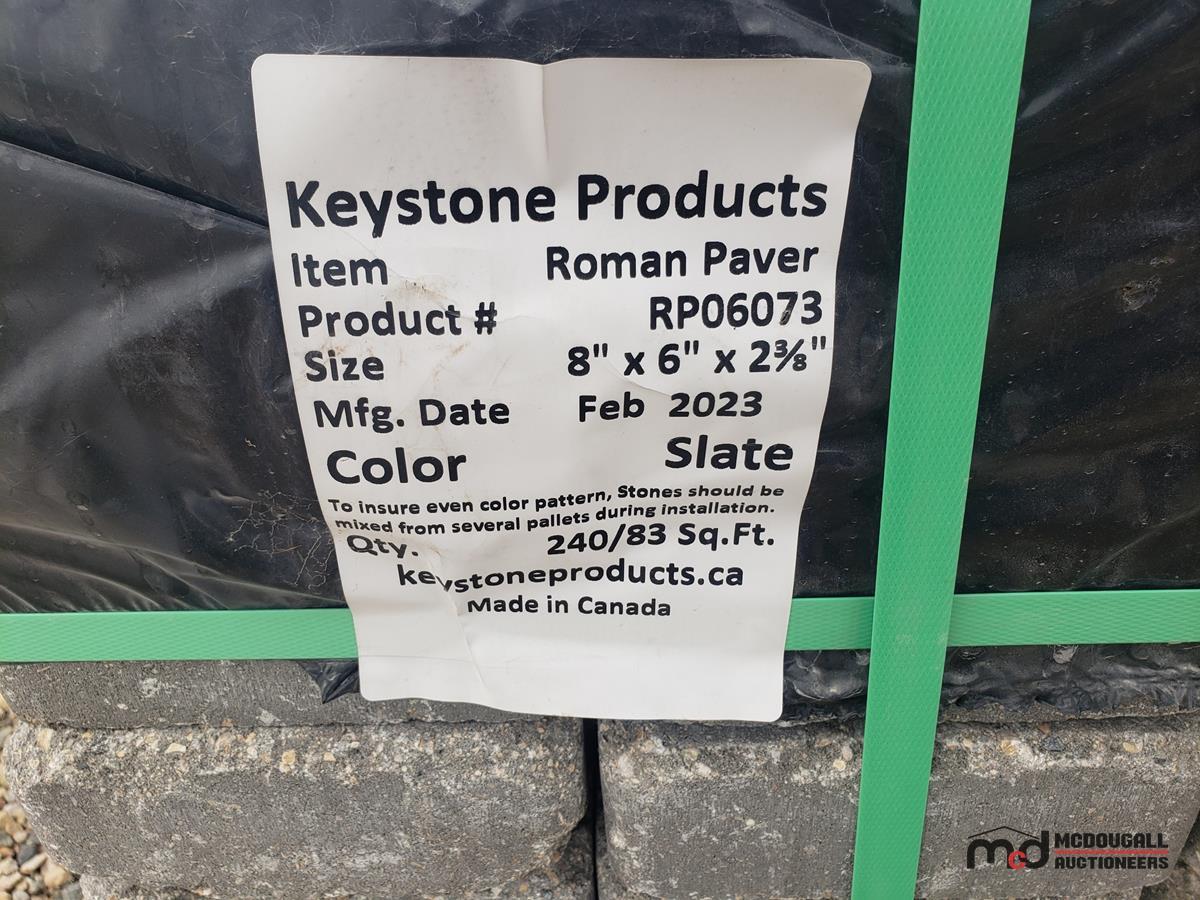 Keystone Products
Item Roman Paver
Product # RP06073
Size 8" x 6" x 2⅜"
Mfg. Date Feb 2023
Color Slate
To insure even color pattern, Stones should be
mixed from several pallets during installation.
Qty. 240/83 Sq.Ft.
keystoneproducts.ca
Made in Canada
mcd MCDOUGALL
AUCTIONEERS